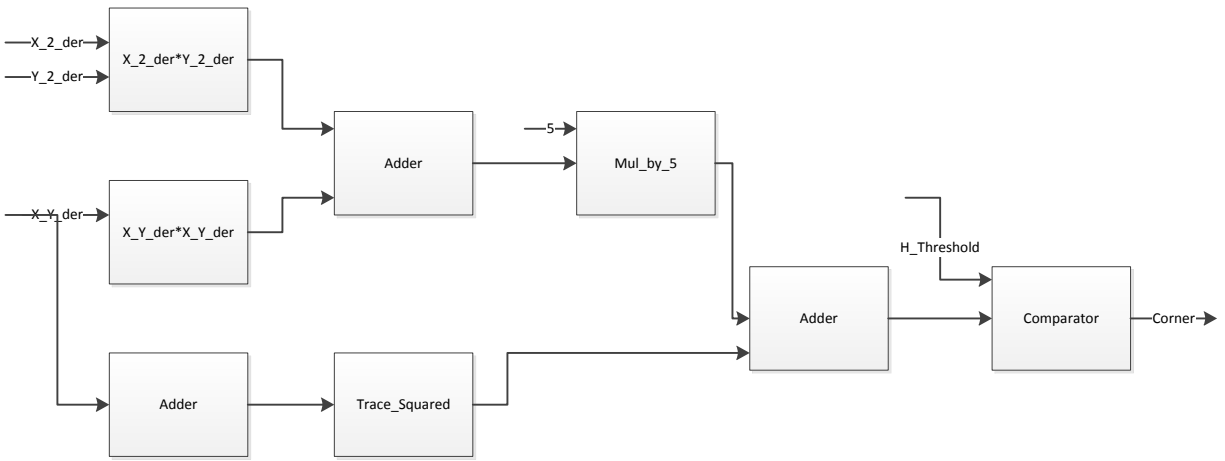 X_2_der
Y_2_der
X_2_der*Y_2_der
Adder
5
Mul_by_5
X_Y_der
X_Y_der*X_Y_der
H_Threshold
Adder
Comparator
Corner
Adder
Trace_Squared